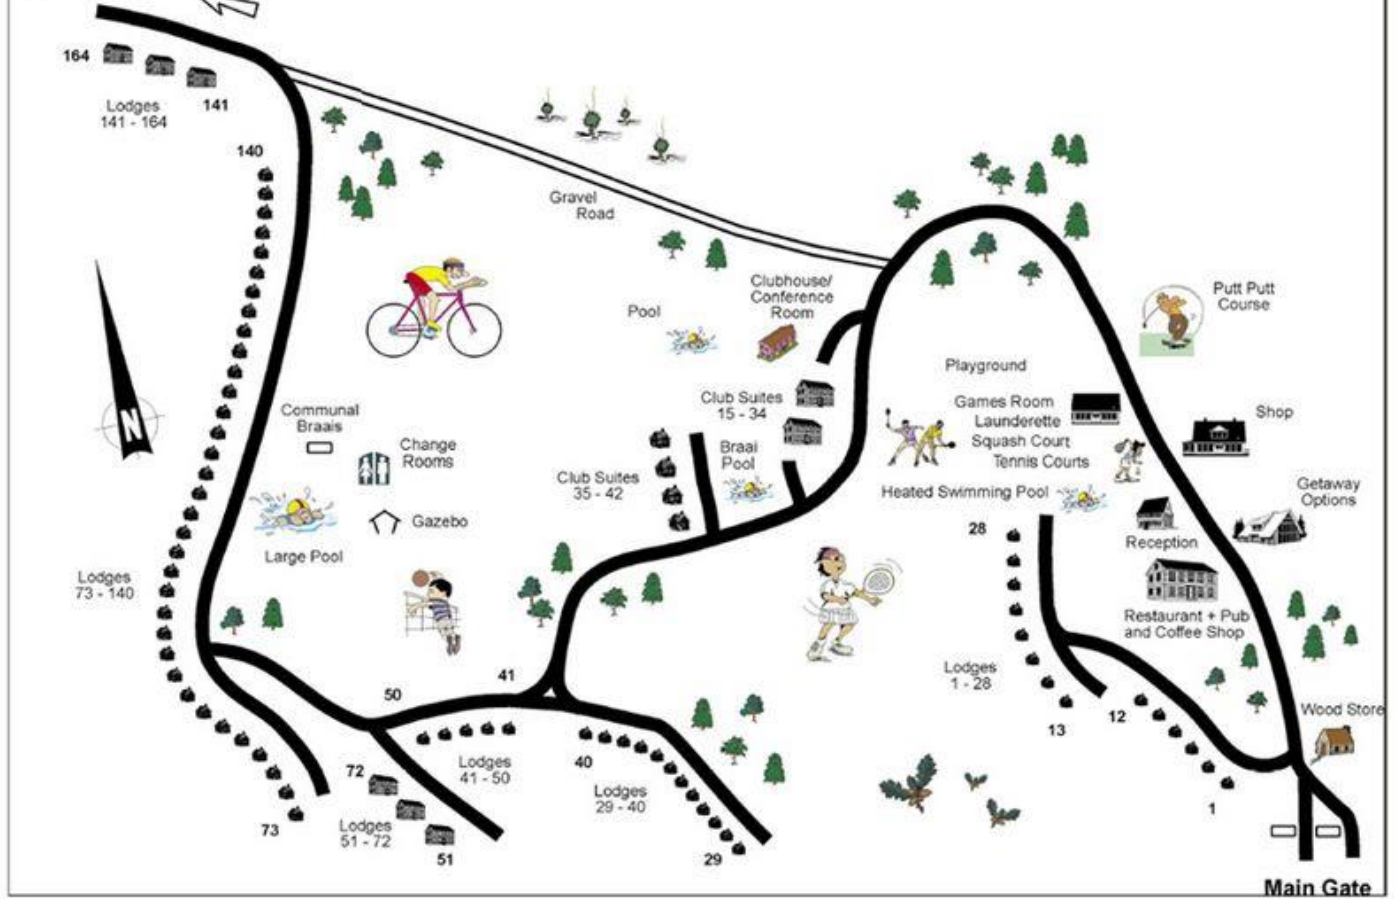 164
Lodges
141 - 164
141
140
Gravel
Road
Clubhouse/
Conference
Room
Pool
Putt Putt
Course
Playground
N
Communal
Braais
Change
Rooms
Club Suites
15 - 34
Games Room
Launderette
Squash Court
Tennis Courts
Shop
Braai
Pool
Club Suites
35 - 42
Heated Swimming Pool
Getaway
Options
Gazebo
Large Pool
28
Reception
Lodges
73 - 140
Restaurant + Pub
and Coffee Shop
Lodges
1 - 28
41
50
Wood Store
13
12
72
Lodges
41 - 50
40
Lodges
29 - 40
1
73
Lodges
51 - 72
51
29
Main Gate